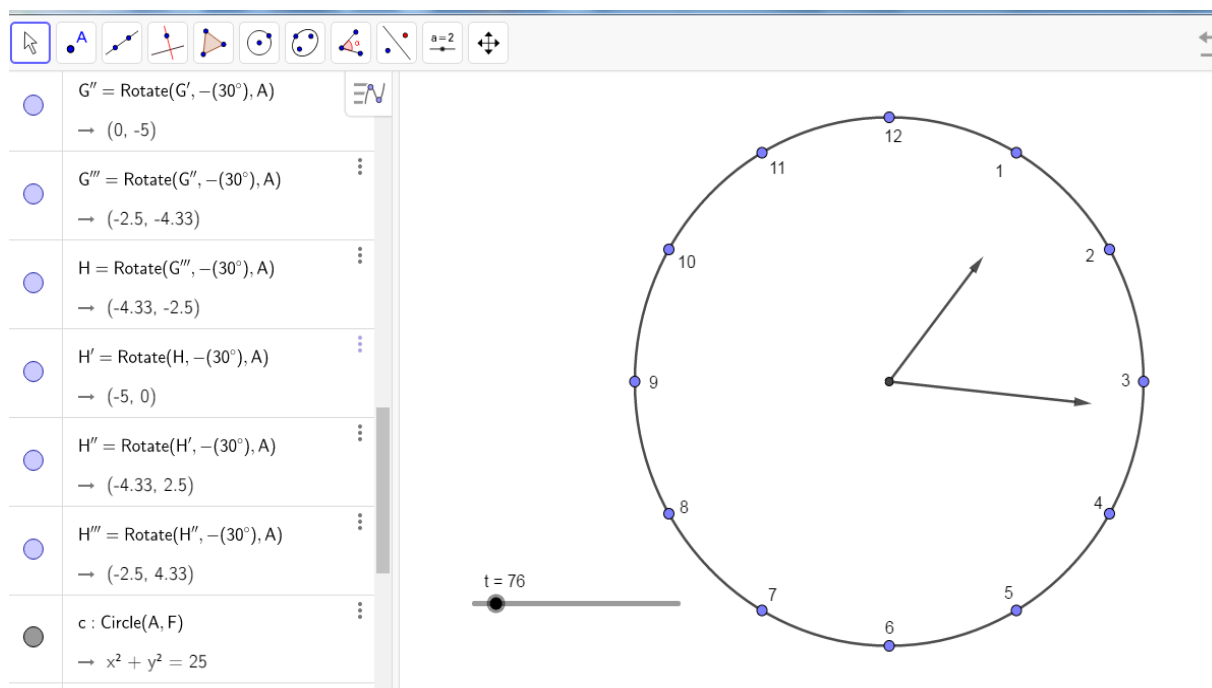 A
α
a=2
G″ = Rotate(G′, −(30°), A)
→ (0, -5)
G‴ = Rotate(G″, −(30°), A)
→ (-2.5, -4.33)
H = Rotate(G‴, −(30°), A)
→ (-4.33, -2.5)
H′ = Rotate(H, −(30°), A)
→ (-5, 0)
H″ = Rotate(H′, −(30°), A)
→ (-4.33, 2.5)
H‴ = Rotate(H″, −(30°), A)
→ (-2.5, 4.33)
c : Circle(A, F)
→ x² + y² = 25
12
11
1
10
2
9
3
8
4
7
5
6
t = 76